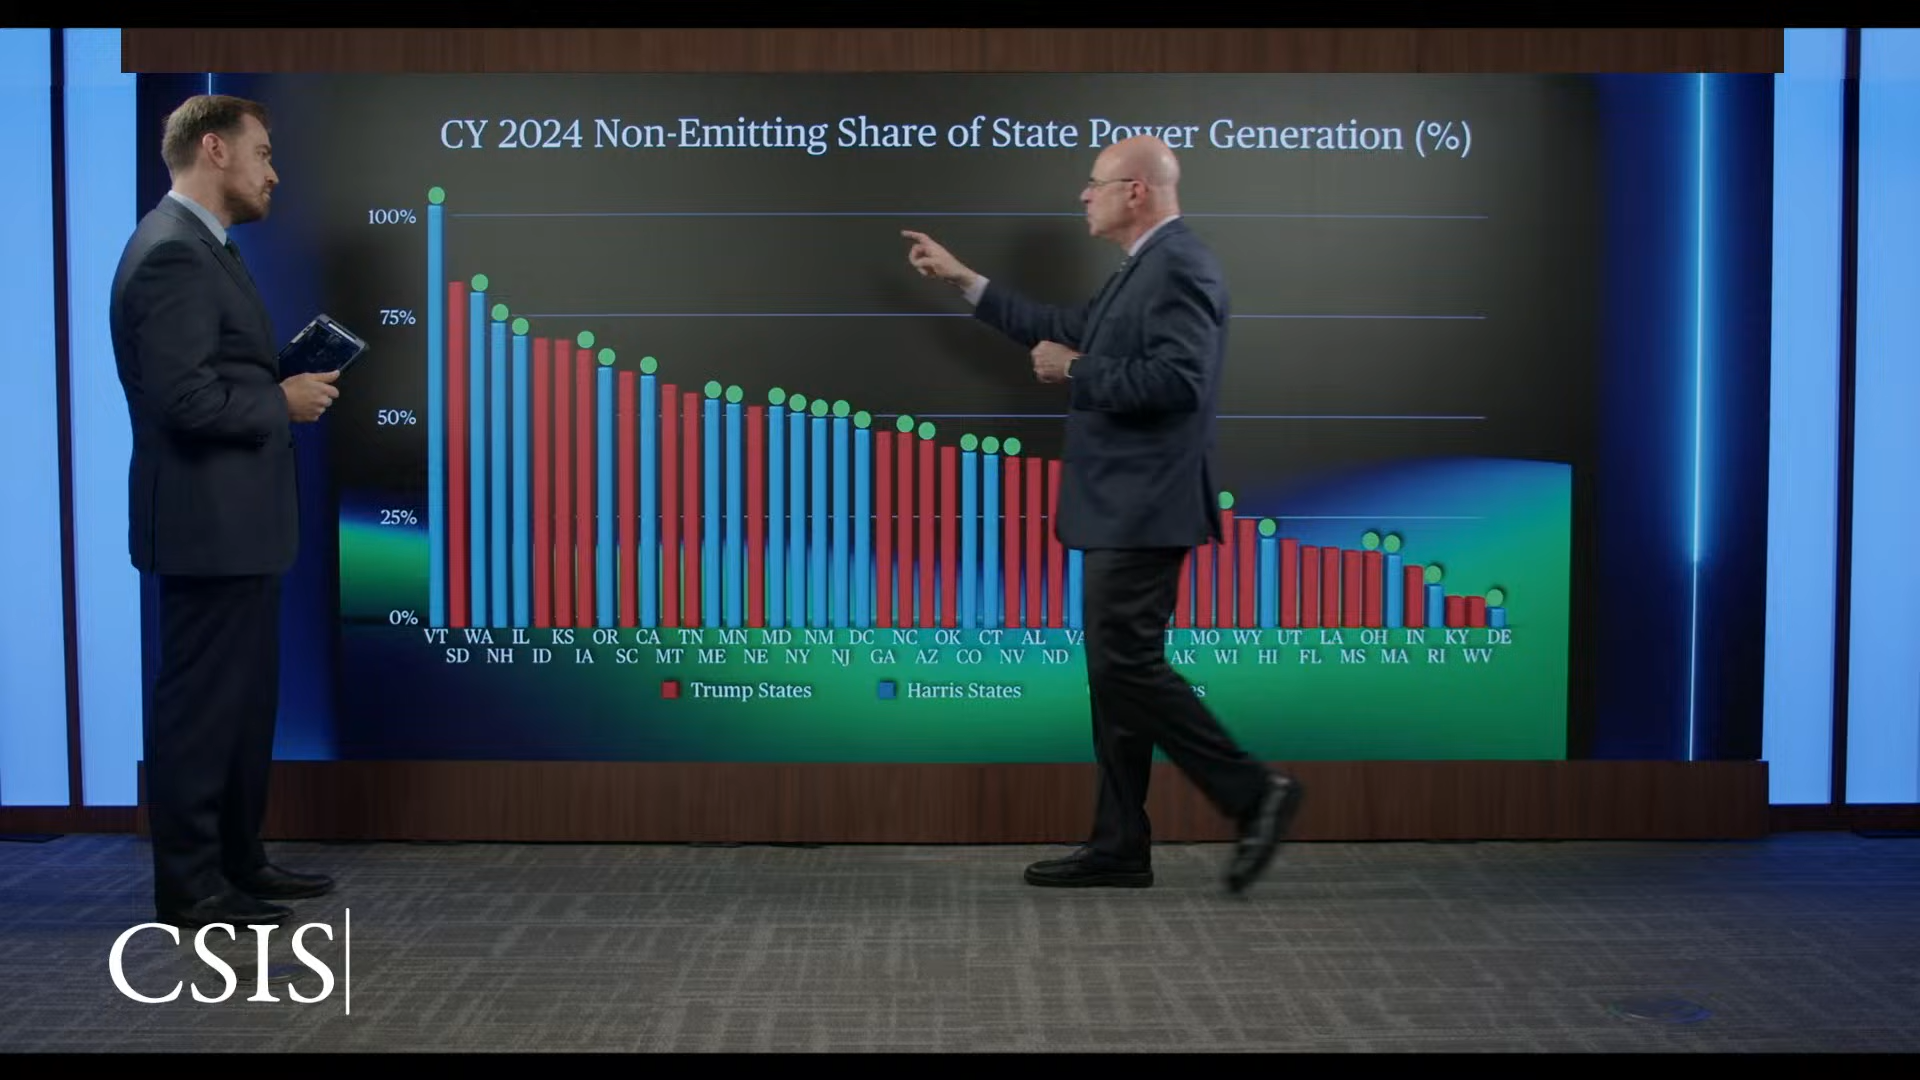 CY 2024 Non-Emitting Share of State Power Generation (%)
100%
75%
50%
25%
0%
VT WA IL KS OR CA TN MN MD NM DC NC OK CT AL VA MO WY UT LA OH IN KY DE
SD NH ID IA SC MT ME NE NY NJ GA AZ CO NV ND AK WI HI FL MS MA RI WV
Trump States
Harris States
CSIS